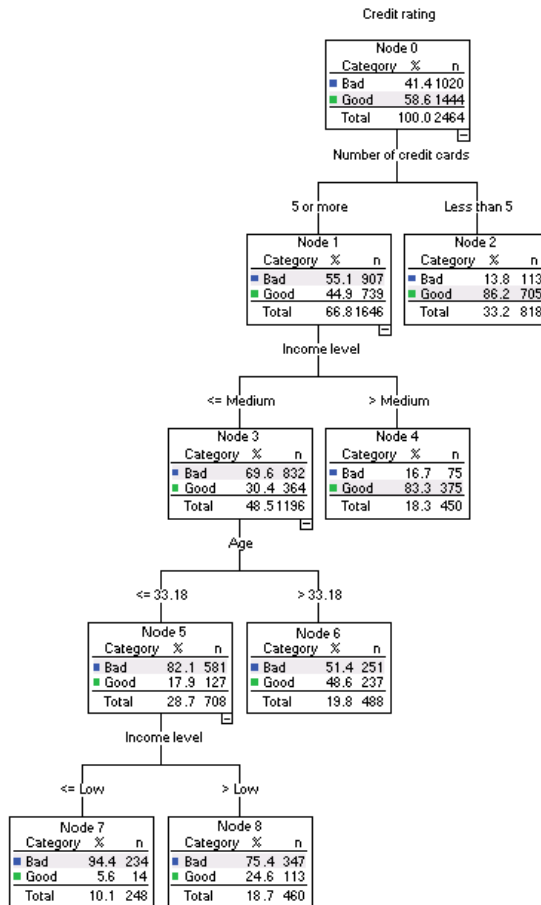 Credit rating
Node 0
Category % n
Bad 41.4 1020
Good 58.6 1444
Total 100.0 2464
Number of credit cards
5 or more
Less than 5
Node 1
Category % n
Bad 55.1 907
Good 44.9 739
Total 66.8 1646
Node 2
Category % n
Bad 13.8 113
Good 86.2 705
Total 33.2 818
Income level
<= Medium
> Medium
Node 3
Category % n
Bad 69.6 832
Good 30.4 364
Total 48.5 1196
Node 4
Category % n
Bad 16.7 75
Good 83.3 375
Total 18.3 450
Age
<= 33.18
> 33.18
Node 5
Category % n
Bad 82.1 581
Good 17.9 127
Total 28.7 708
Node 6
Category % n
Bad 51.4 251
Good 48.6 237
Total 19.8 488
Income level
<= Low
> Low
Node 7
Category % n
Bad 94.4 234
Good 5.6 14
Total 10.1 248
Node 8
Category % n
Bad 75.4 347
Good 24.6 113
Total 18.7 460